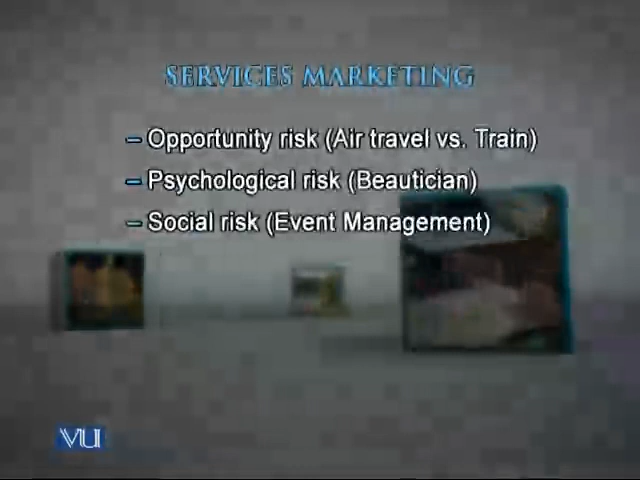 SERVICES MARKETING
– Opportunity risk (Air travel vs. Train)
– Psychological risk (Beautician)
– Social risk (Event Management)
VU